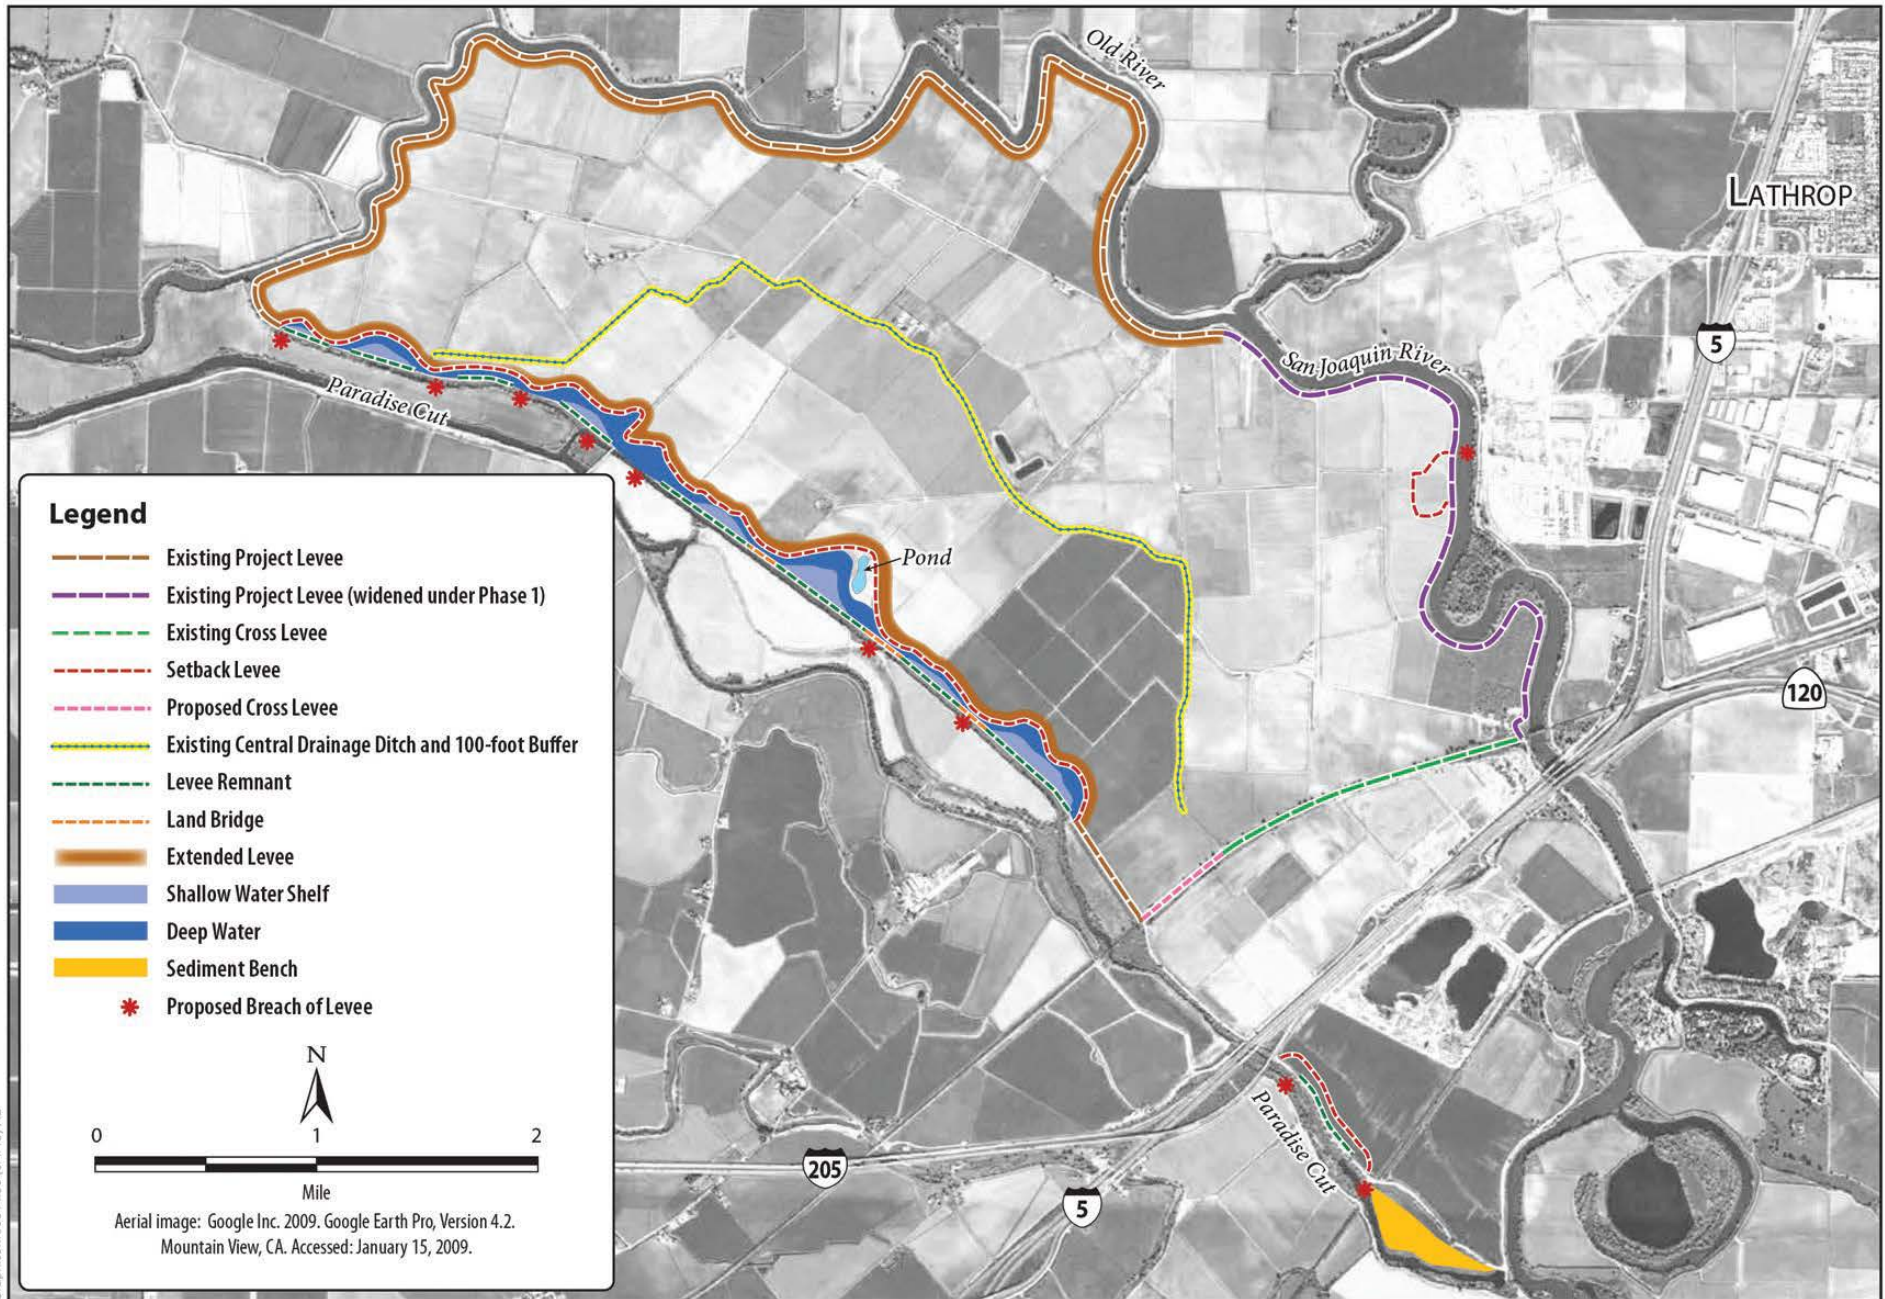 Old River
LATHROP
5
San Joaquin River
Paradise Cut
Pond
120
Legend
Existing Project Levee
Existing Project Levee (widened under Phase 1)
Existing Cross Levee
Setback Levee
Proposed Cross Levee
Existing Central Drainage Ditch and 100-foot Buffer
Levee Remnant
Land Bridge
Extended Levee
Shallow Water Shelf
Deep Water
Sediment Bench
Proposed Breach of Levee
N
0 1 2
Mile
Aerial image: Google Inc. 2009. Google Earth Pro, Version 4.2.
Mountain View, CA. Accessed: January 15, 2009.
Paradise Cut
205
5